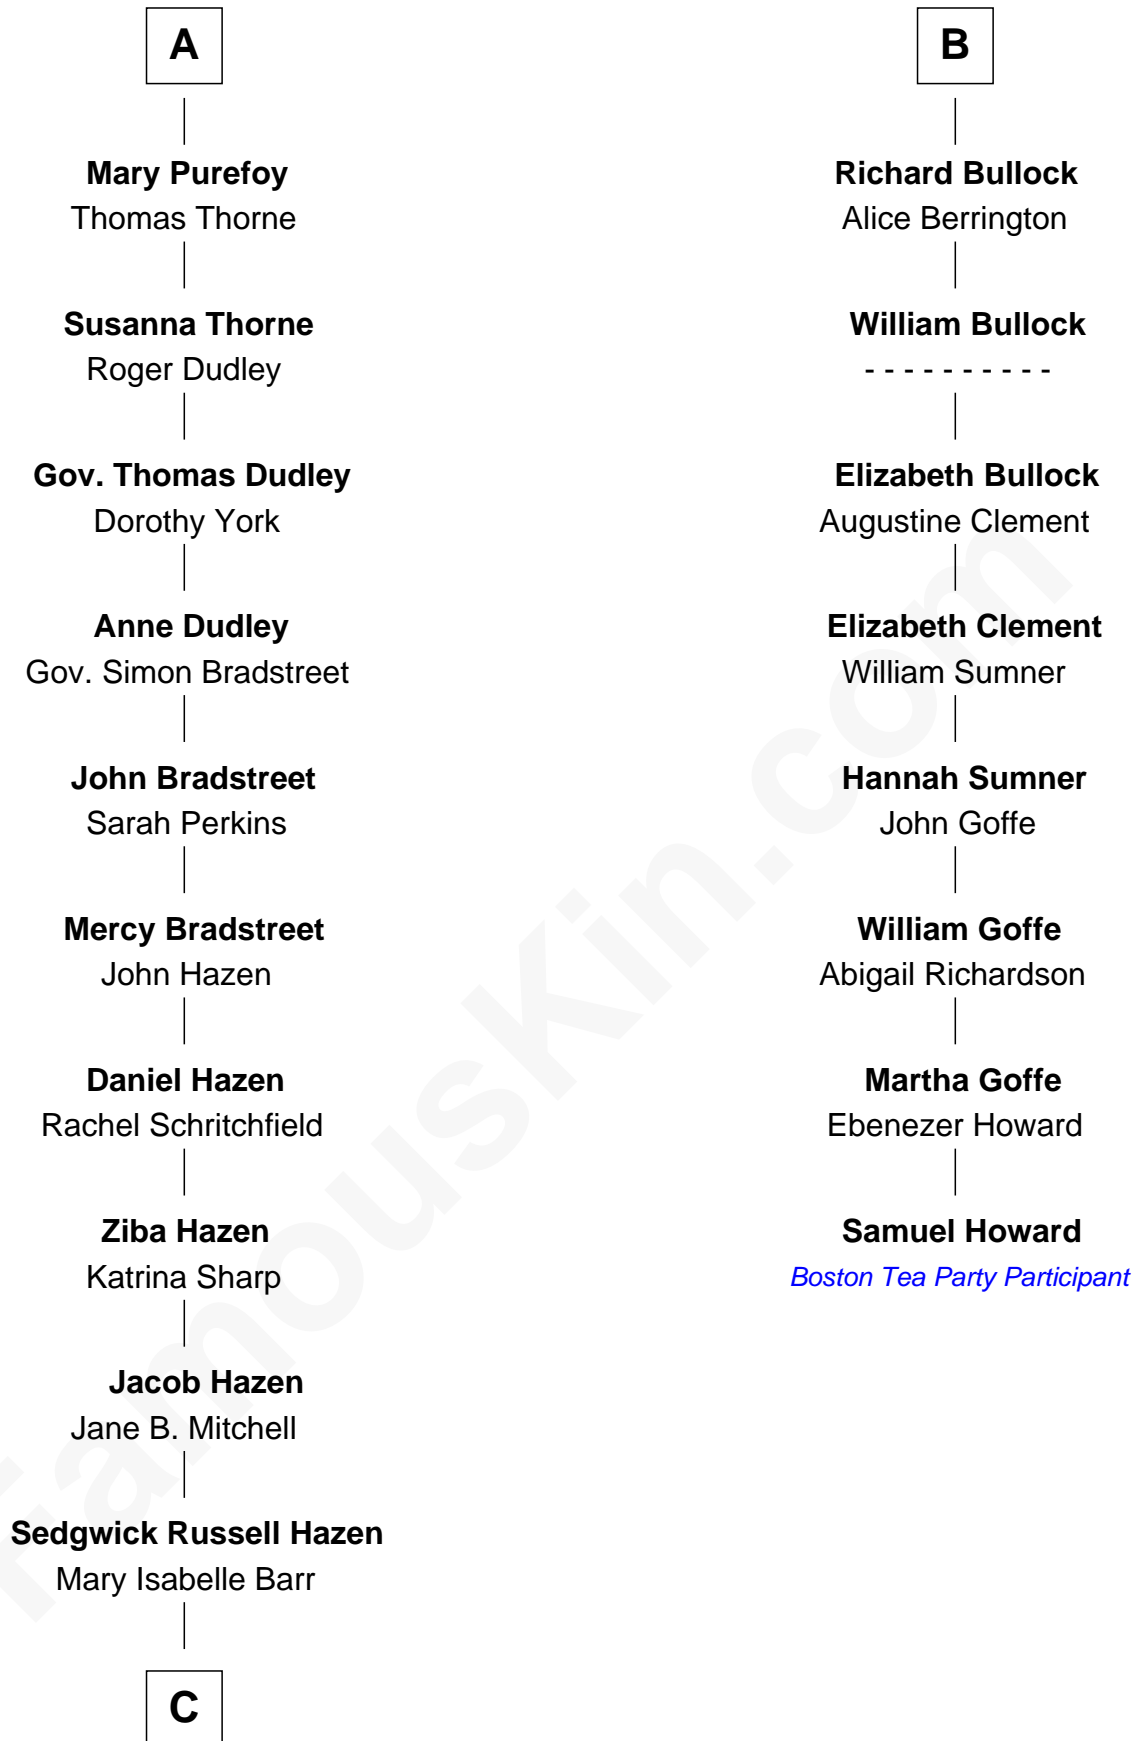 A
Mary Purefoy
Thomas Thorne
Susanna Thorne
Roger Dudley
Gov. Thomas Dudley
Dorothy York
Anne Dudley
Gov. Simon Bradstreet
John Bradstreet
Sarah Perkins
Mercy Bradstreet
John Hazen
Daniel Hazen
Rachel Schritchfield
Ziba Hazen
Katrina Sharp
Jacob Hazen
Jane B. Mitchell
Sedgwick Russell Hazen
Mary Isabelle Barr
C
B
Richard Bullock
Alice Berrington
William Bullock
- - - - - - - - - -
Elizabeth Bullock
Augustine Clement
Elizabeth Clement
William Sumner
Hannah Sumner
John Goffe
William Goffe
Abigail Richardson
Martha Goffe
Ebenezer Howard
Samuel Howard
Boston Tea Party Participant
FamousKin.com